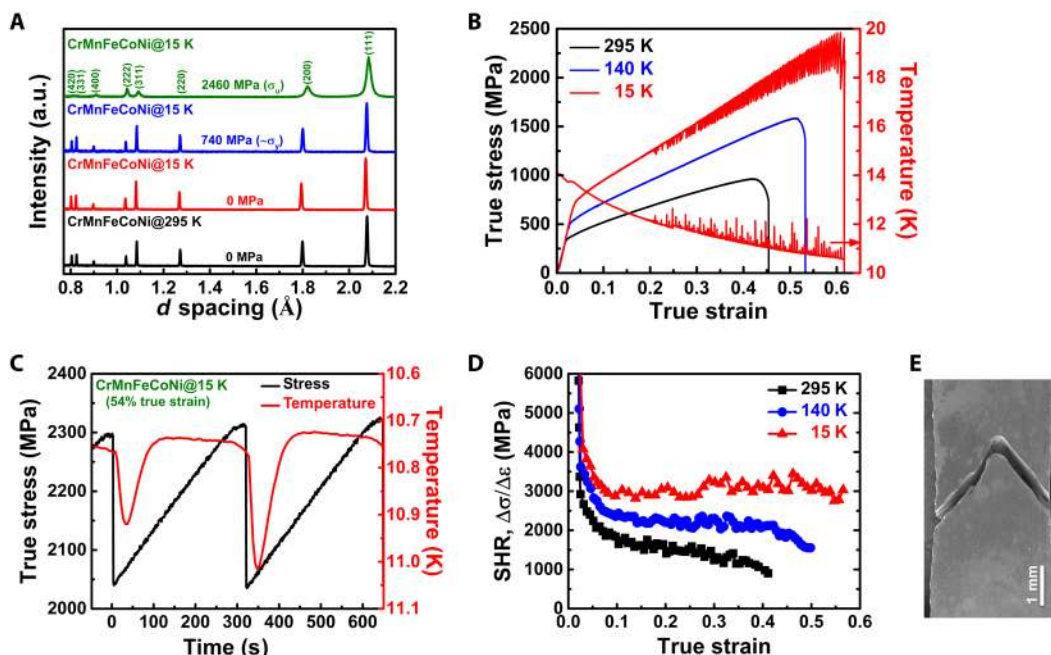 A
CrMnFeCoNi@15 K
(420)
(331)
(400)
(222)
(311)
(220)
(200)
(111)
2460 MPa (σu)
CrMnFeCoNi@15 K
740 MPa (~σy)
CrMnFeCoNi@15 K
0 MPa
CrMnFeCoNi@295 K
0 MPa
Intensity (a.u.)
0.8 1.0 1.2 1.4 1.6 1.8 2.0 2.2
d spacing (Å)
B
2500
2000
1500
1000
500
0
True stress (MPa)
295 K
140 K
15 K
20
18
16
14
12
10
Temperature (K)
0.0 0.1 0.2 0.3 0.4 0.5 0.6
True strain
C
2400
2300
2200
2100
2000
True stress (MPa)
CrMnFeCoNi@15 K
(54% true strain)
Stress
Temperature
10.6
10.7
10.8
10.9
11.0
11.1
Temperature (K)
0 100 200 300 400 500 600
Time (s)
D
6000
5000
4000
3000
2000
1000
0
SHR, Δσ/Δε (MPa)
295 K
140 K
15 K
0.0 0.1 0.2 0.3 0.4 0.5 0.6
True strain
E
1 mm